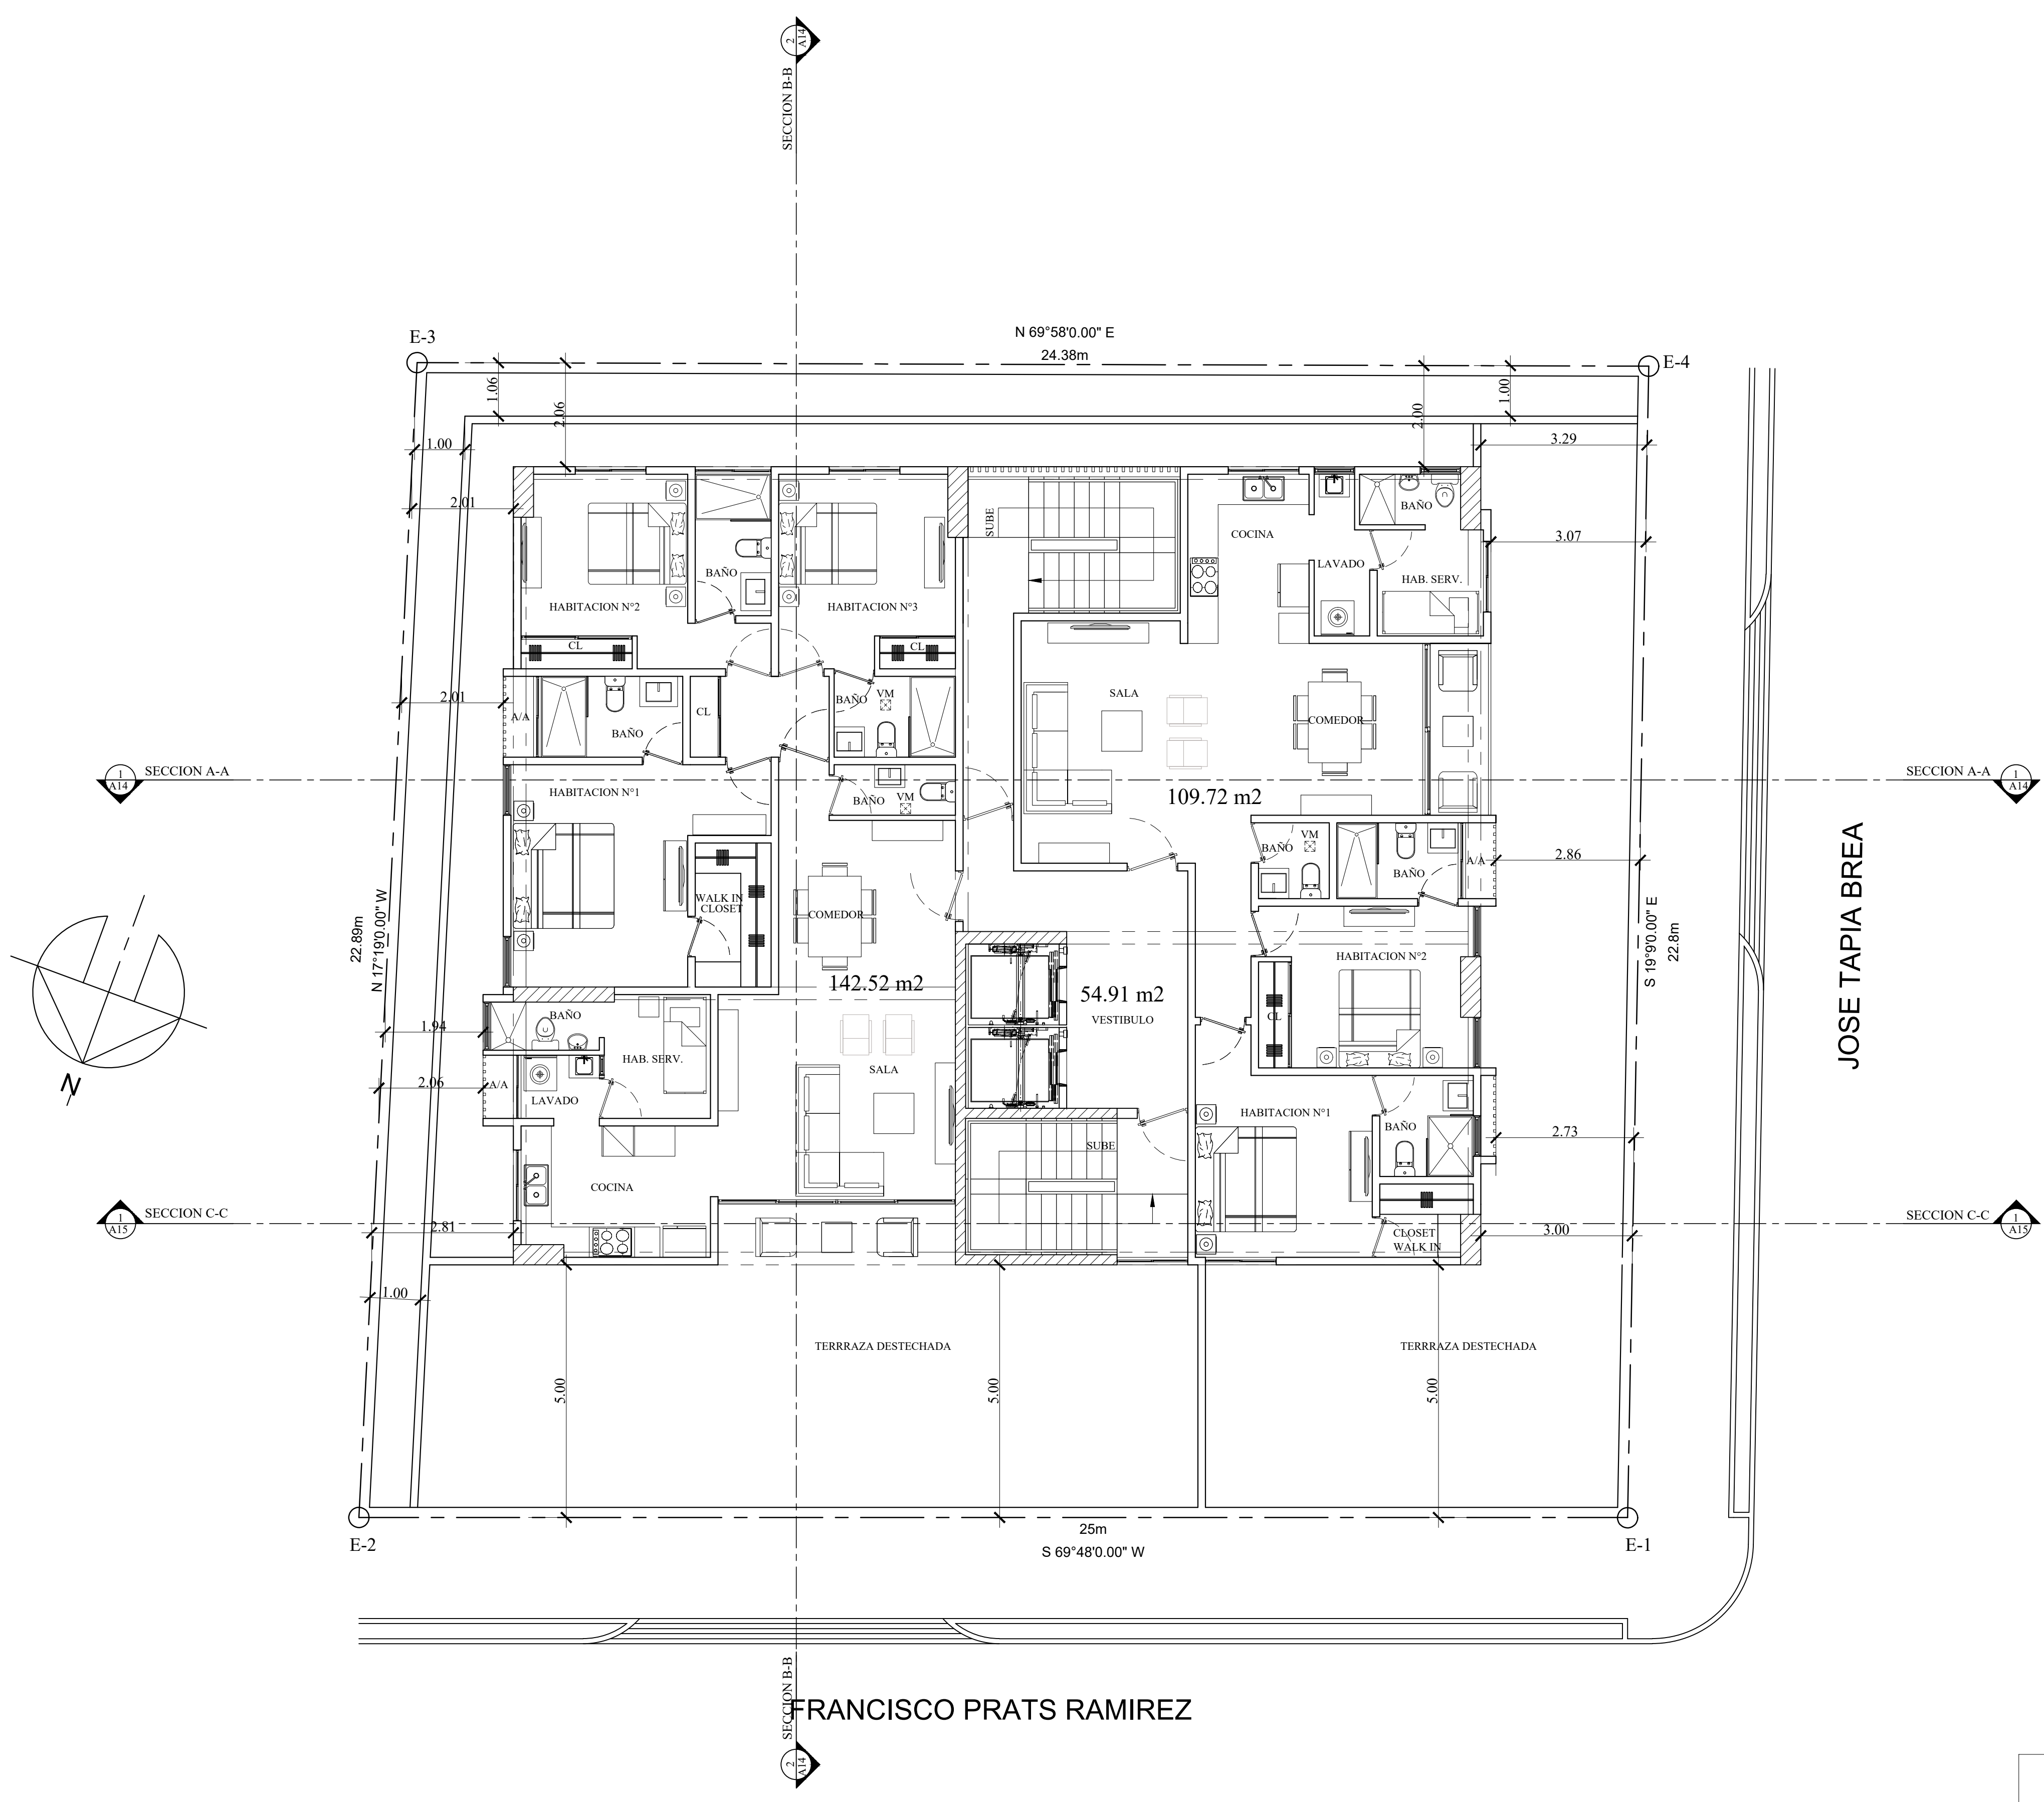 2
A14
SECCION B-B
N 69°58'0.00" E
24.38m
E-3
E-4
1.06
2.06
2.00
1.00
1.00
3.29
2.01
3.07
SUBE
COCINA
BAÑO
BAÑO
LAVADO
HAB. SERV.
HABITACION N°2
HABITACION N°3
CL
CL
2.01
A/A
BAÑO
CL
BAÑO
VM
SALA
COMEDOR
1
A14
SECCION A-A
SECCION A-A
1
A14
HABITACION N°1
BAÑO
VM
109.72 m2
BAÑO
VM
BAÑO
A/A
2.86
JOSE TAPIA BREA
WALK IN
CLOSET
COMEDOR
22.89m
N 17°19'0.00" W
S 19°9'0.00" E
22.8m
142.52 m2
54.91 m2
VESTIBULO
HABITACION N°2
CL
BAÑO
1.94
HAB. SERV.
SALA
2.06
A/A
LAVADO
N
HABITACION N°1
BAÑO
2.73
SUBE
COCINA
1
A15
SECCION C-C
SECCION C-C
1
A15
2.81
CLOSET
WALK IN
3.00
1.00
TERRRAZA DESTECHADA
TERRRAZA DESTECHADA
5.00
5.00
5.00
E-2
25m
S 69°48'0.00" W
E-1
SECCION B-B
FRANCISCO PRATS RAMIREZ
2
A14